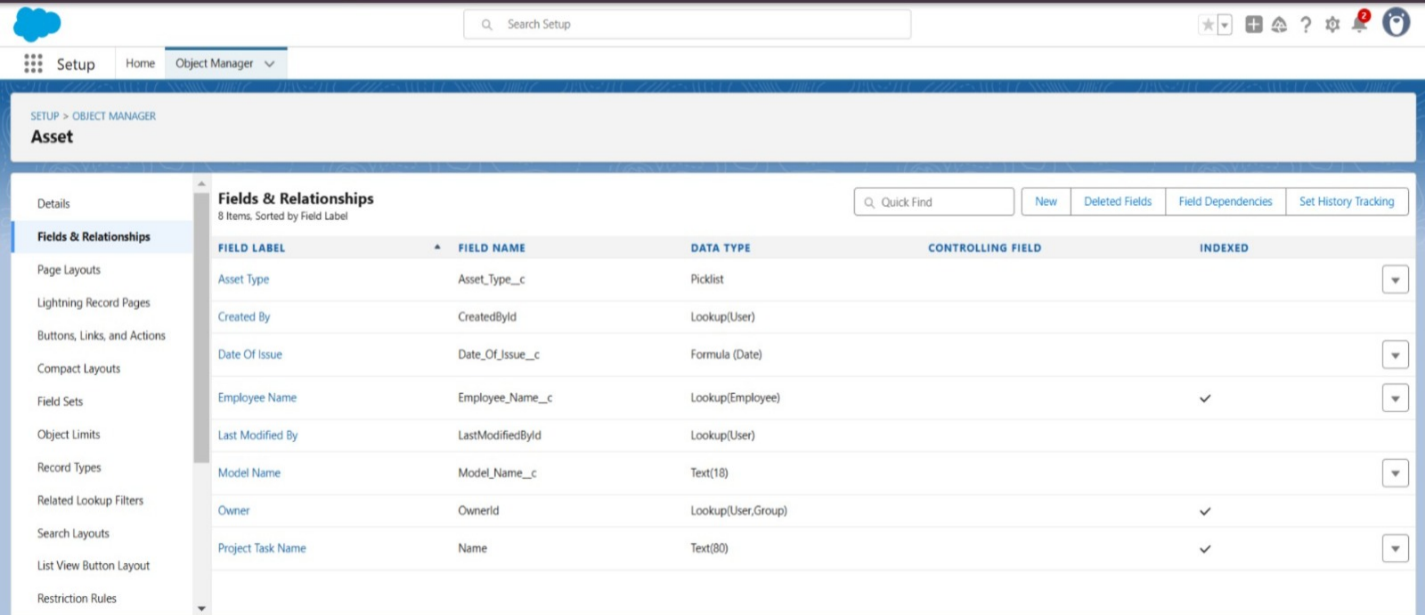 Search Setup
2
Setup
Home
Object Manager
SETUP > OBJECT MANAGER
Asset
Details
Fields & Relationships
Page Layouts
Lightning Record Pages
Buttons, Links, and Actions
Compact Layouts
Field Sets
Object Limits
Record Types
Related Lookup Filters
Search Layouts
List View Button Layout
Restriction Rules
Fields & Relationships
8 Items, Sorted by Field Label
Quick Find
New
Deleted Fields
Field Dependencies
Set History Tracking
FIELD LABEL FIELD NAME DATA TYPE CONTROLLING FIELD INDEXED
Asset Type Asset_Type__c Picklist
Created By CreatedById Lookup(User)
Date Of Issue Date_Of_Issue__c Formula (Date)
Employee Name Employee_Name__c Lookup(Employee)
Last Modified By LastModifiedById Lookup(User)
Model Name Model_Name__c Text(18)
Owner OwnerId Lookup(User,Group)
Project Task Name Name Text(80)